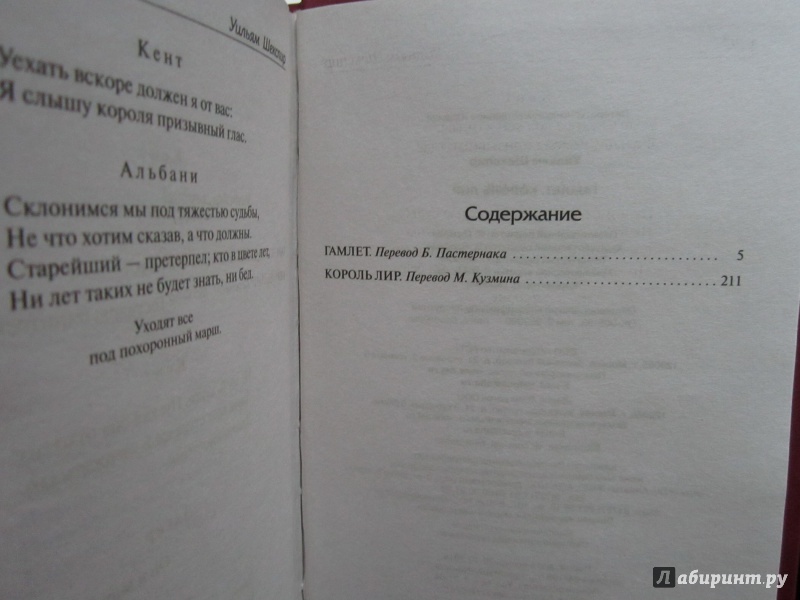 Уильям Шекспир
Кент
Уехать вскоре должен я от вас:
Я слышу короля призывный глас.
Альбани
Склонимся мы под тяжестью судьбы,
Не что хотим сказав, а что должны.
Старейший — претерпел; кто в цвете лет,
Ни лет таких не будет знать, ни бед.
Уходят все
под похоронный марш.
Содержание
ГАМЛЕТ. Перевод Б. Пастернака 5
КОРОЛЬ ЛИР. Перевод М. Кузмина 211
Лабиринт.ру